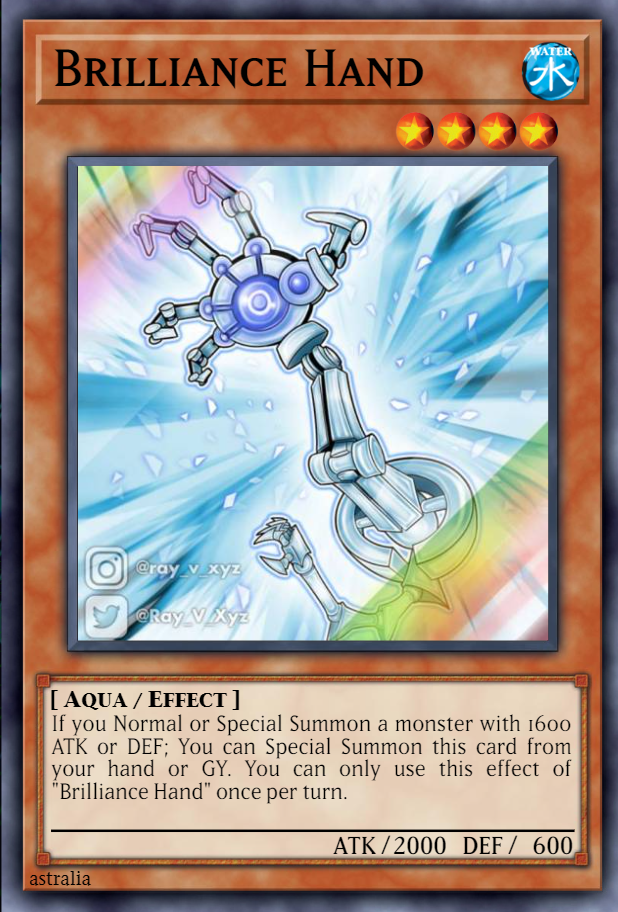 Brilliance Hand
WATER
水
@ray_v_xyz
@Ray_V_Xyz
[ Aqua / Effect ]
If you Normal or Special Summon a monster with 1600
ATK or DEF; You can Special Summon this card from
your hand or GY. You can only use this effect of
"Brilliance Hand" once per turn.
ATK / 2000 DEF / 600
astralia